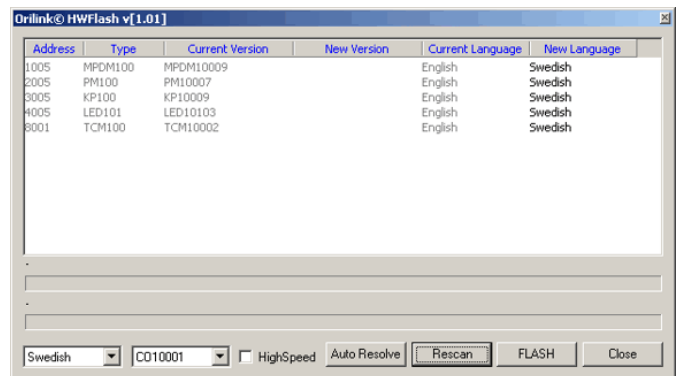 Orilink© HWFlash v[1.01]
Address Type Current Version New Version Current Language New Language
1005 MPDM100 MPDM10009 English Swedish
2005 PM100 PM10007 English Swedish
3005 KP100 KP10009 English Swedish
4005 LED101 LED10103 English Swedish
8001 TCM100 TCM10002 English Swedish
-
-
Swedish CO10001 HighSpeed Auto Resolve Rescan FLASH Close